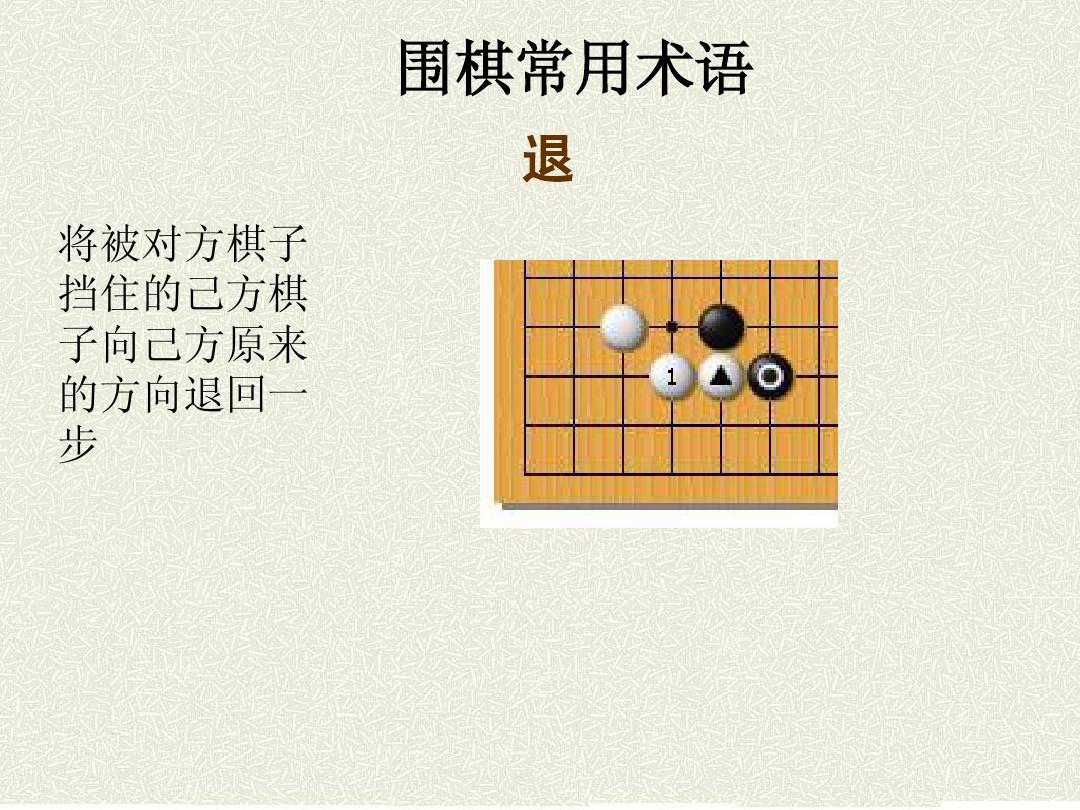 围棋常用术语
退
将被对方棋子
挡住的己方棋
子向己方原来
的方向退回一
步
1